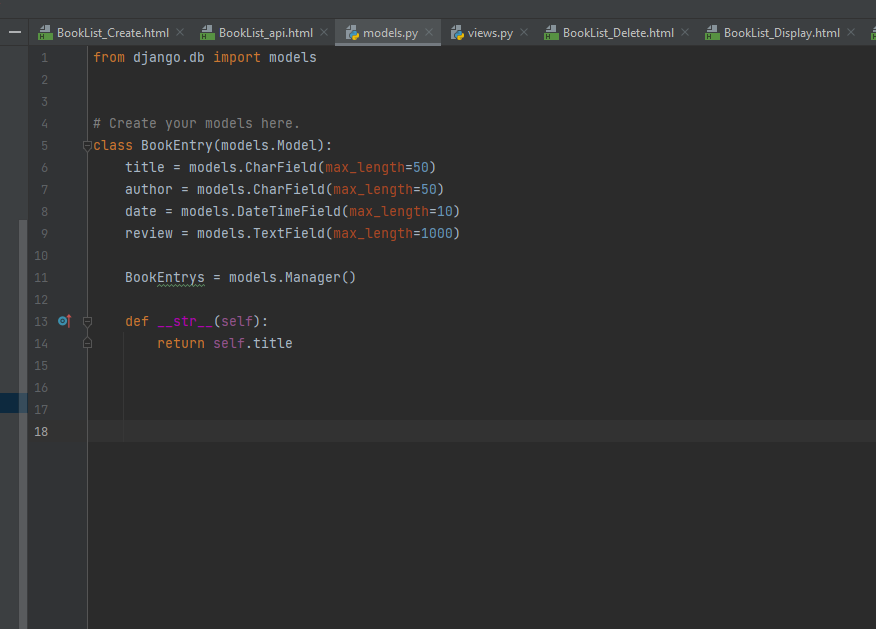 BookList_Create.html BookList_api.html models.py views.py BookList_Delete.html BookList_Display.html
1 from django.db import models
2
3
4 # Create your models here.
5 class BookEntry(models.Model):
6 title = models.CharField(max_length=50)
7 author = models.CharField(max_length=50)
8 date = models.DateTimeField(max_length=10)
9 review = models.TextField(max_length=1000)
10
11 BookEntrys = models.Manager()
12
13 def __str__(self):
14 return self.title
15
16
17
18